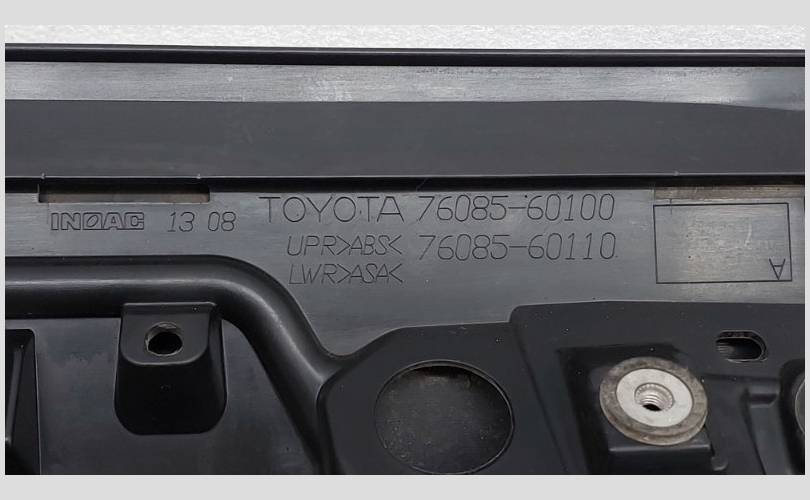 INOAC 13 08 TOYOTA 76085-60100
UPR>ABS< 76085-60110
LWR>ASA<
A